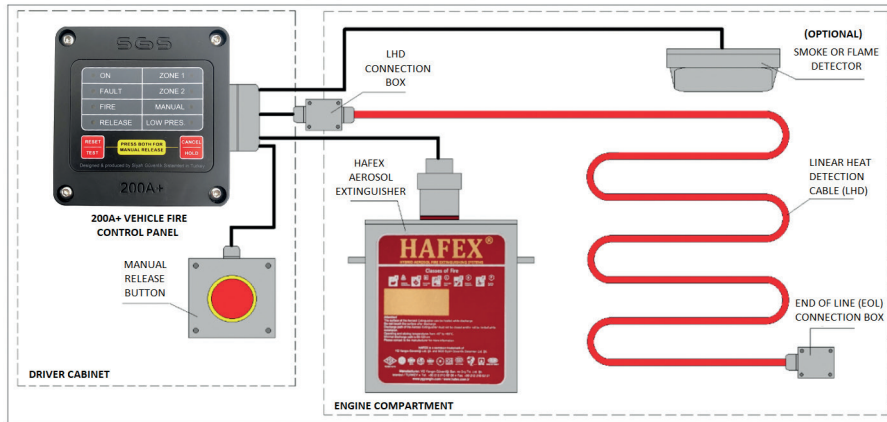 SGS
ON
ZONE 1
FAULT
ZONE 2
FIRE
MANUAL
RELEASE
LOW PRES.
RESET
TEST
PRESS BOTH FOR
MANUAL RELEASE
CANCEL
HOLD
200A+
200A+ VEHICLE FIRE
CONTROL PANEL
MANUAL
RELEASE
BUTTON
DRIVER CABINET
LHD
CONNECTION
BOX
HAFEX
AEROSOL
EXTINGUISHER
HAFEX®
Classes of Fire
(OPTIONAL)
SMOKE OR FLAME
DETECTOR
LINEAR HEAT
DETECTION
CABLE (LHD)
END OF LINE (EOL)
CONNECTION BOX
ENGINE COMPARTMENT